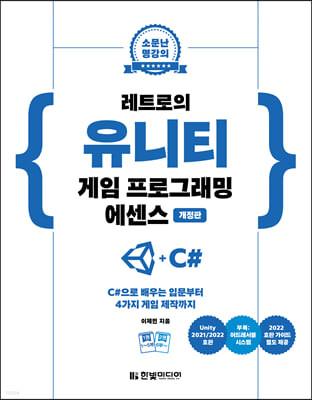 소문난
명강의
레트로의
유니티
게임 프로그래밍
에센스 개정판
+ C#
C#으로 배우는 입문부터
4가지 게임 제작까지
이제민 지음
Unity
2021/2022
호환
부록:
어드레서블
시스템
2022
호환 가이드
별도 제공
한빛미디어